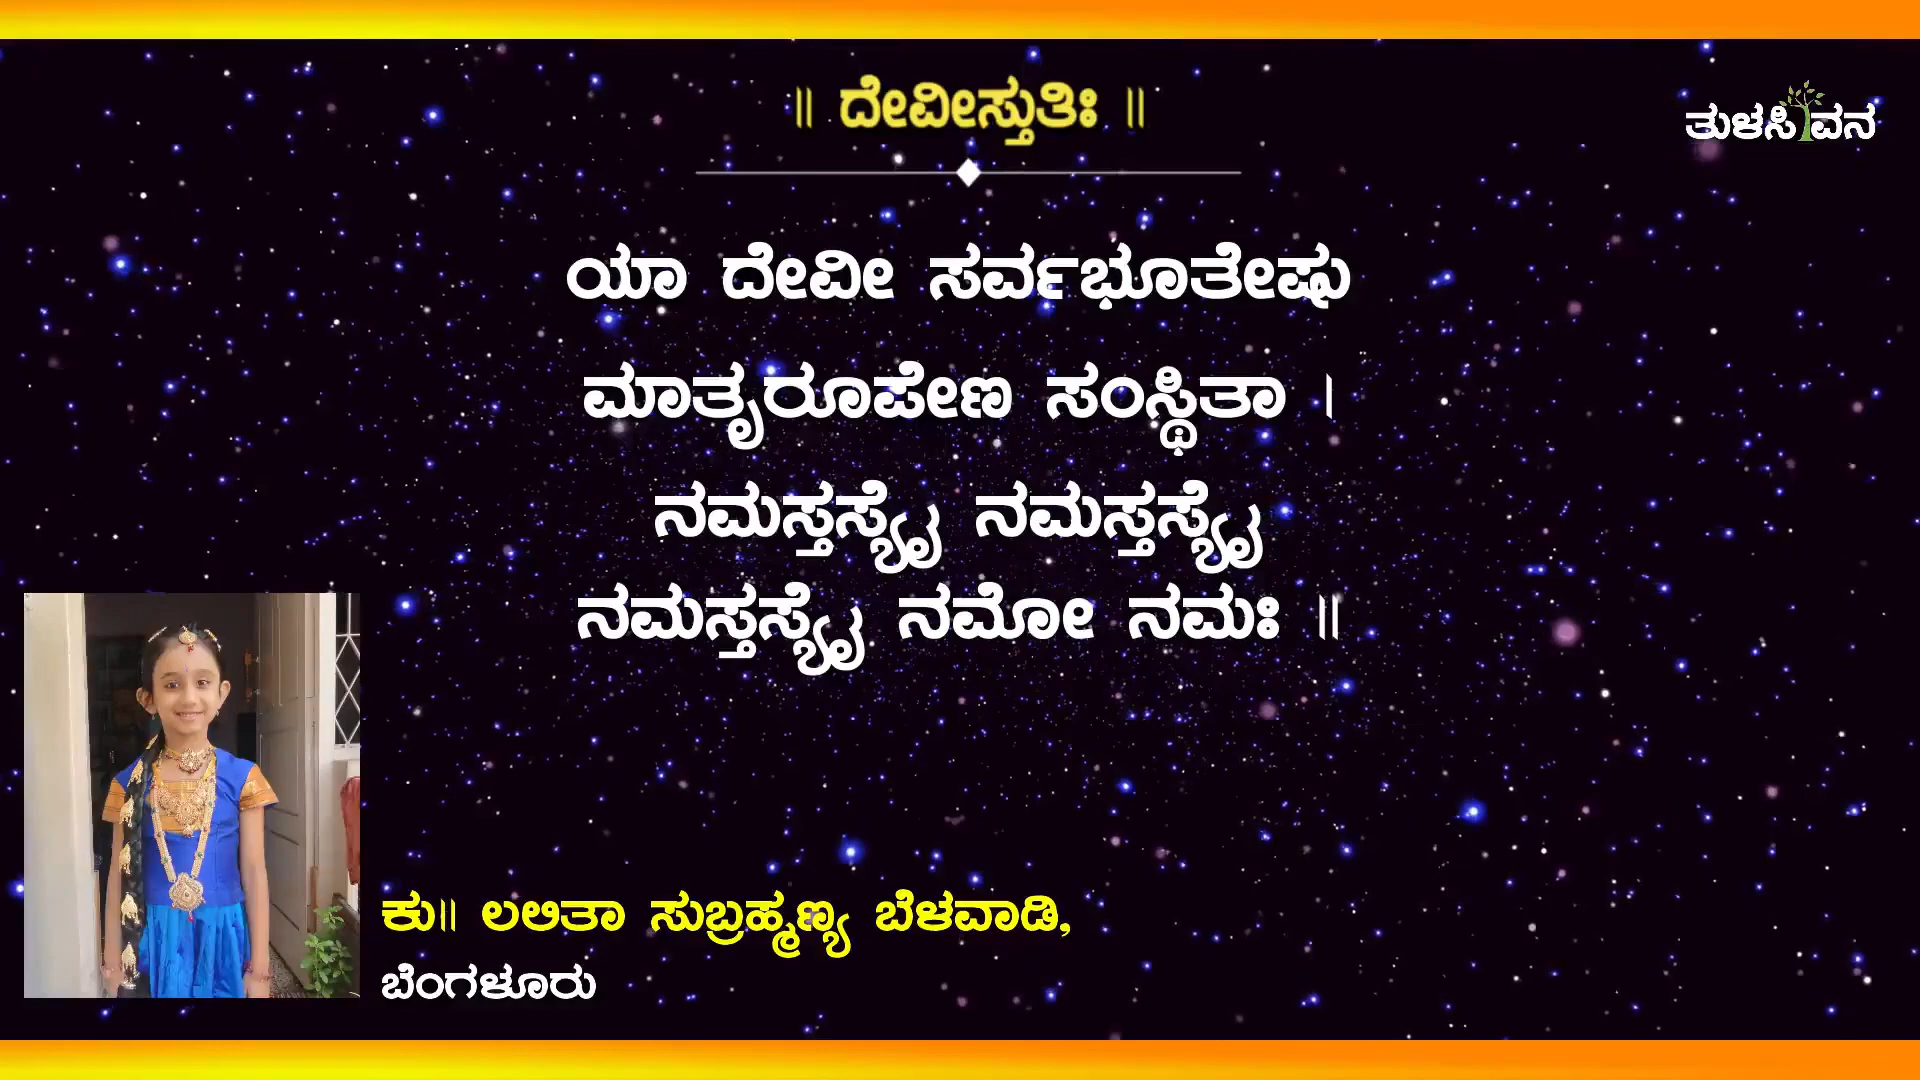 ॥ ದೇವೀಸ್ತುತಿಃ ॥
ತುಳಸಿವನ
ಯಾ ದೇವೀ ಸರ್ವಭೂತೇಷು
ಮಾತೃರೂಪೇಣ ಸಂಸ್ಥಿತಾ ।
ನಮಸ್ತಸ್ಯೈ ನಮಸ್ತಸ್ಯೈ
ನಮಸ್ತಸ್ಯೈ ನಮೋ ನಮಃ ॥
ಕು॥ ಲಲಿತಾ ಸುಬ್ರಹ್ಮಣ್ಯ ಬೆಳವಾಡಿ,
ಬೆಂಗಳೂರು